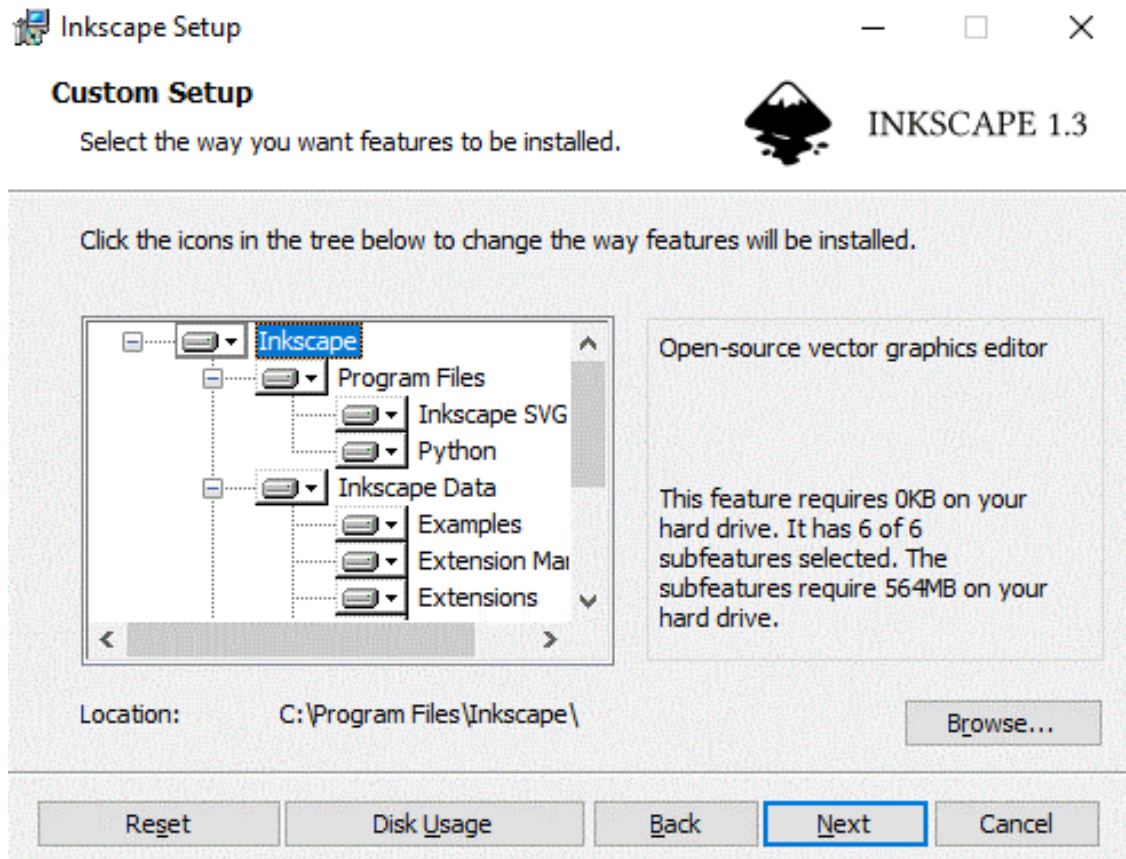 Inkscape Setup
Custom Setup
Select the way you want features to be installed.
INKSCAPE 1.3
Click the icons in the tree below to change the way features will be installed.
Inkscape
Program Files
Inkscape SVG
Python
Inkscape Data
Examples
Extension Mai
Extensions
Open-source vector graphics editor
This feature requires 0KB on your
hard drive. It has 6 of 6
subfeatures selected. The
subfeatures require 564MB on your
hard drive.
Location: C:\Program Files\Inkscape\
Browse...
Reset Disk Usage Back Next Cancel